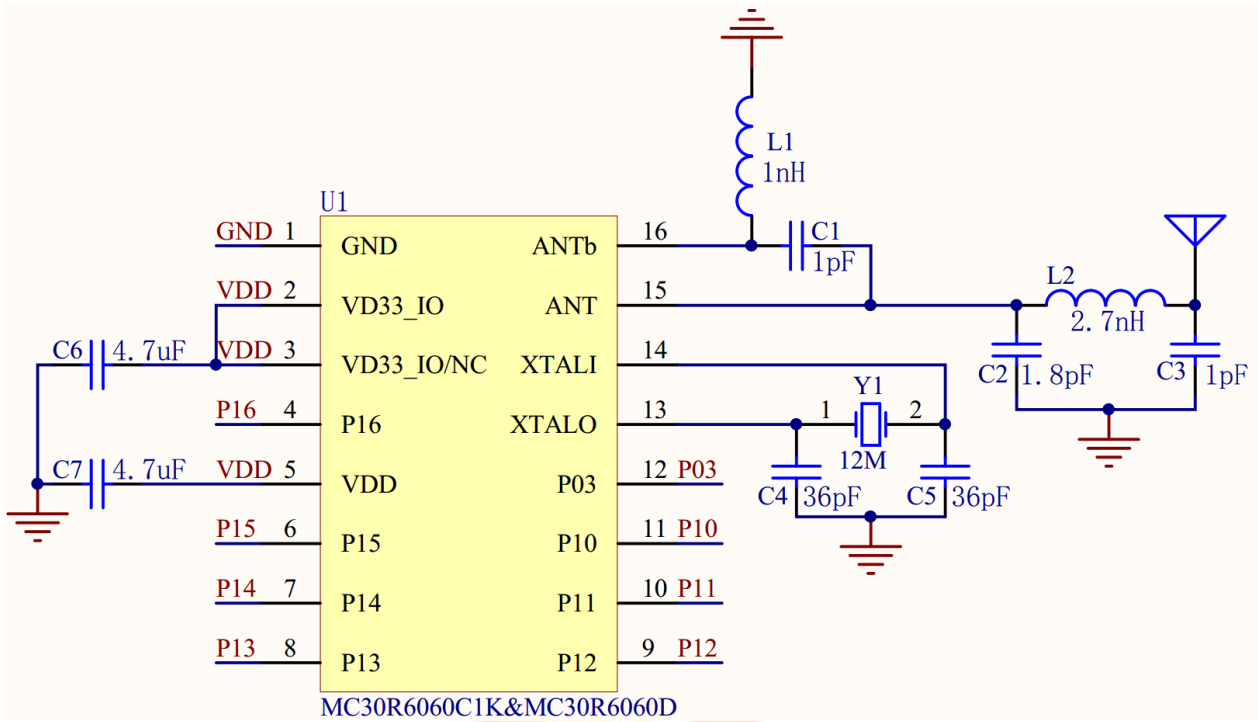 L1
1nH
U1
GND 1 GND ANTb 16 C1
1pF
VDD 2 VD33_IO ANT 15 L2
2.7nH
C6 4.7uF VDD 3 VD33_IO/NC XTALI 14
C2 1.8pF C3 1pF
Y1
P16 4 P16 XTALO 13 1 2
12M
C7 4.7uF VDD 5 VDD P03 12 P03
C4 36pF C5 36pF
P15 6 P15 P10 11 P10
P14 7 P14 P11 10 P11
P13 8 P13 P12 9 P12
MC30R6060C1K&MC30R6060D